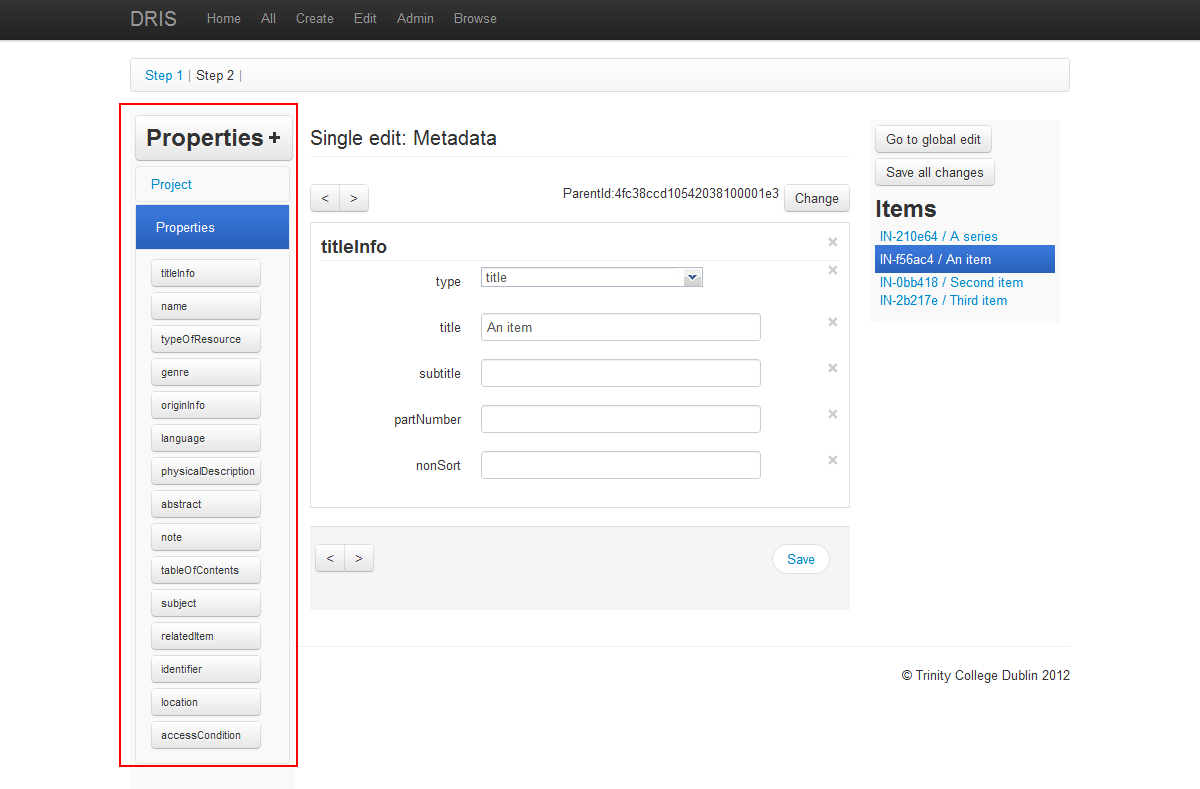 DRIS Home All Create Edit Admin Browse
Step 1 | Step 2 |
Properties +
Project
Properties
titleInfo
name
typeOfResource
genre
originInfo
language
physicalDescription
abstract
note
tableOfContents
subject
relatedItem
identifier
location
accessCondition
Single edit: Metadata
< >
ParentId:4fc38ccd10542038100001e3 Change
titleInfo ×
type title ×
title An item ×
subtitle ×
partNumber ×
nonSort ×
< > Save
Go to global edit
Save all changes
Items
IN-210e64 / A series
IN-f56ac4 / An item
IN-0bb418 / Second item
IN-2b217e / Third item
© Trinity College Dublin 2012